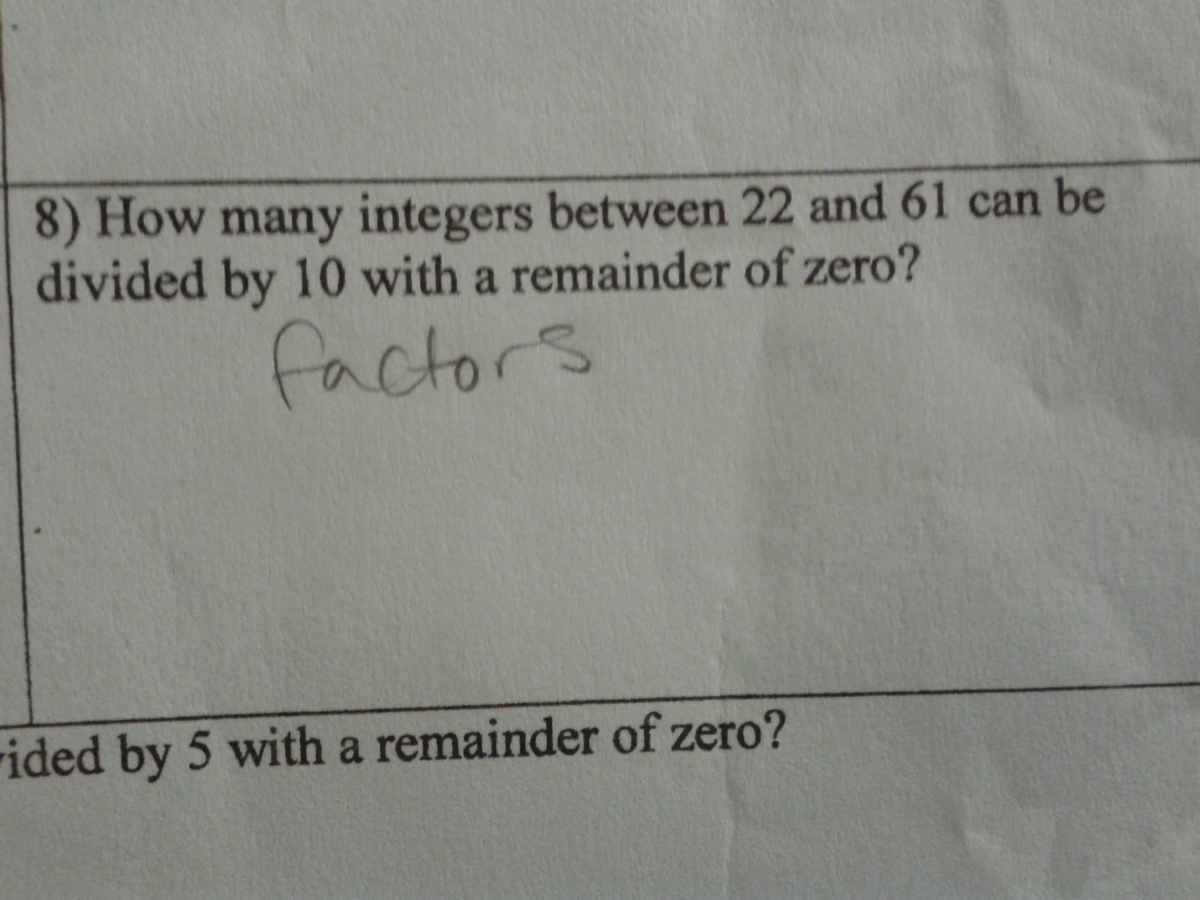 8) How many integers between 22 and 61 can be
divided by 10 with a remainder of zero?
factors
by 5 with a remainder of zero?